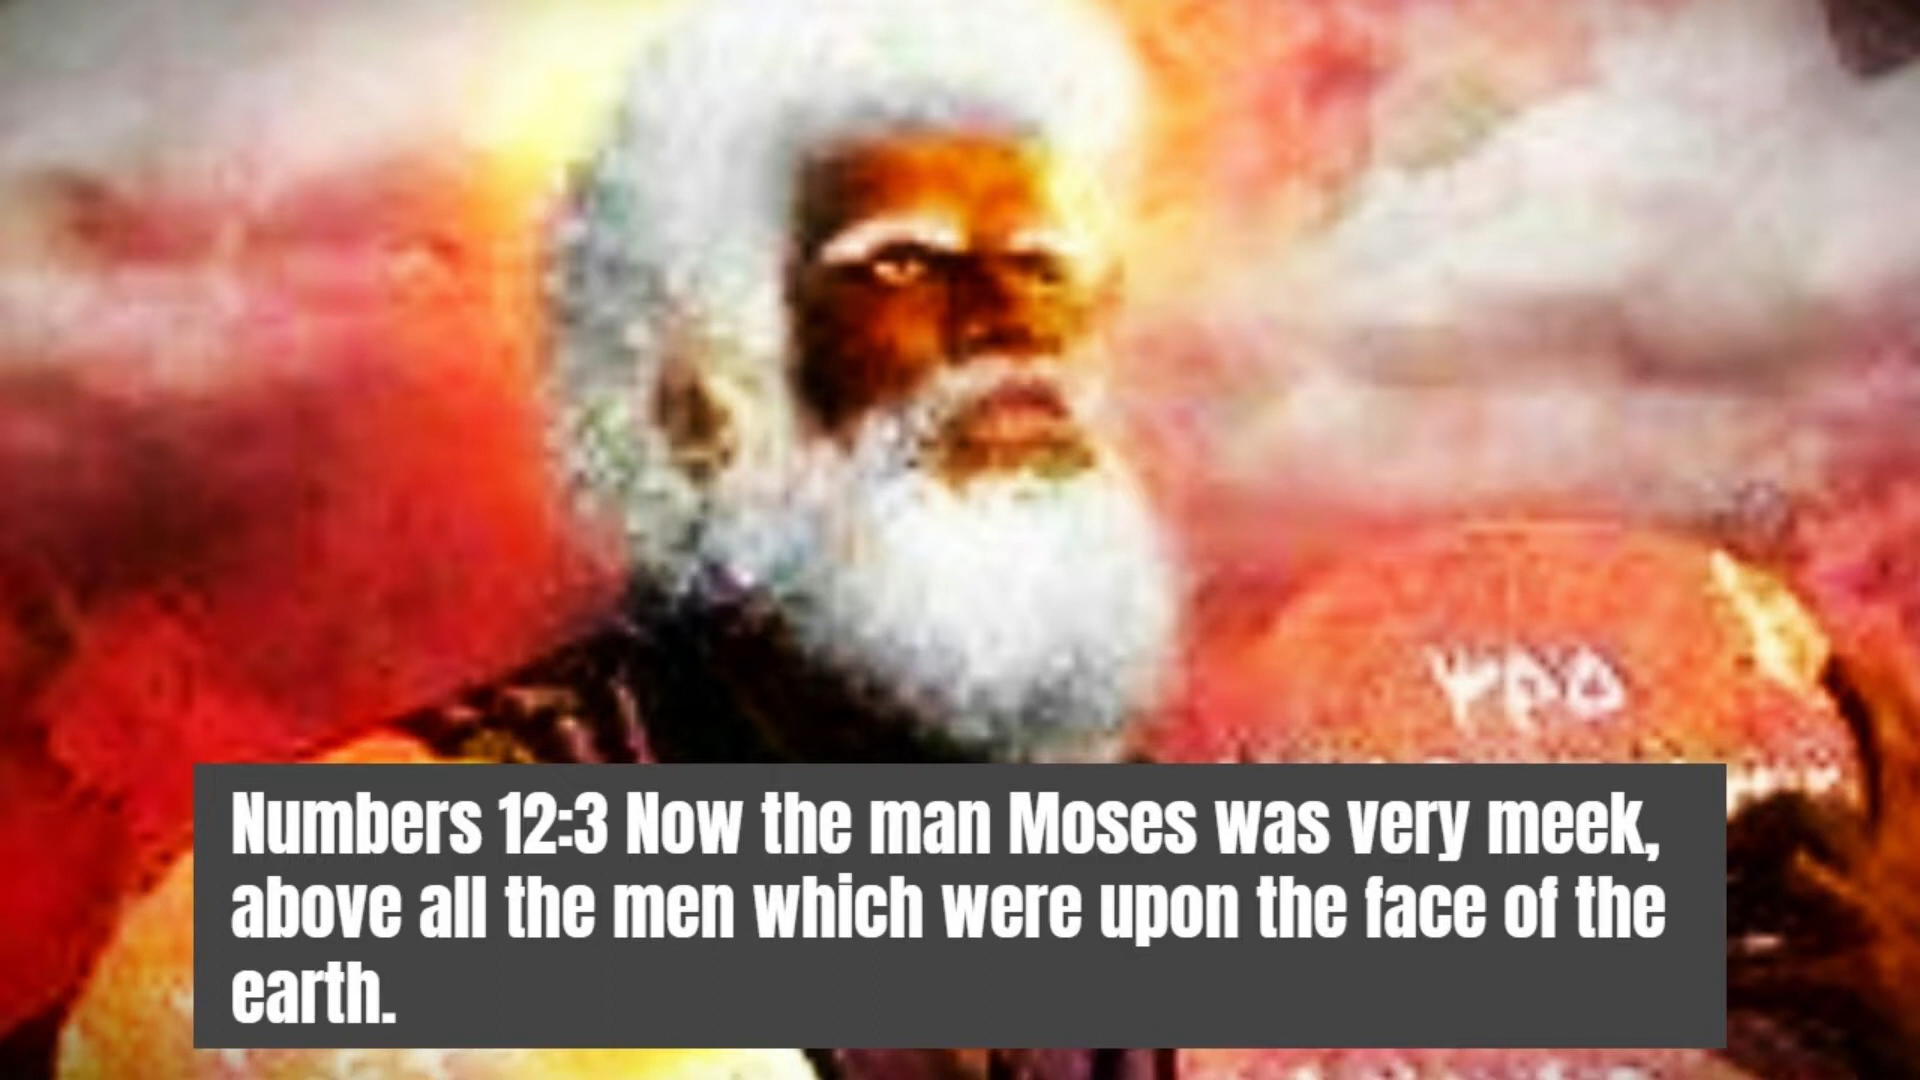 Numbers 12:3 Now the man Moses was very meek,
above all the men which were upon the face of the
earth.